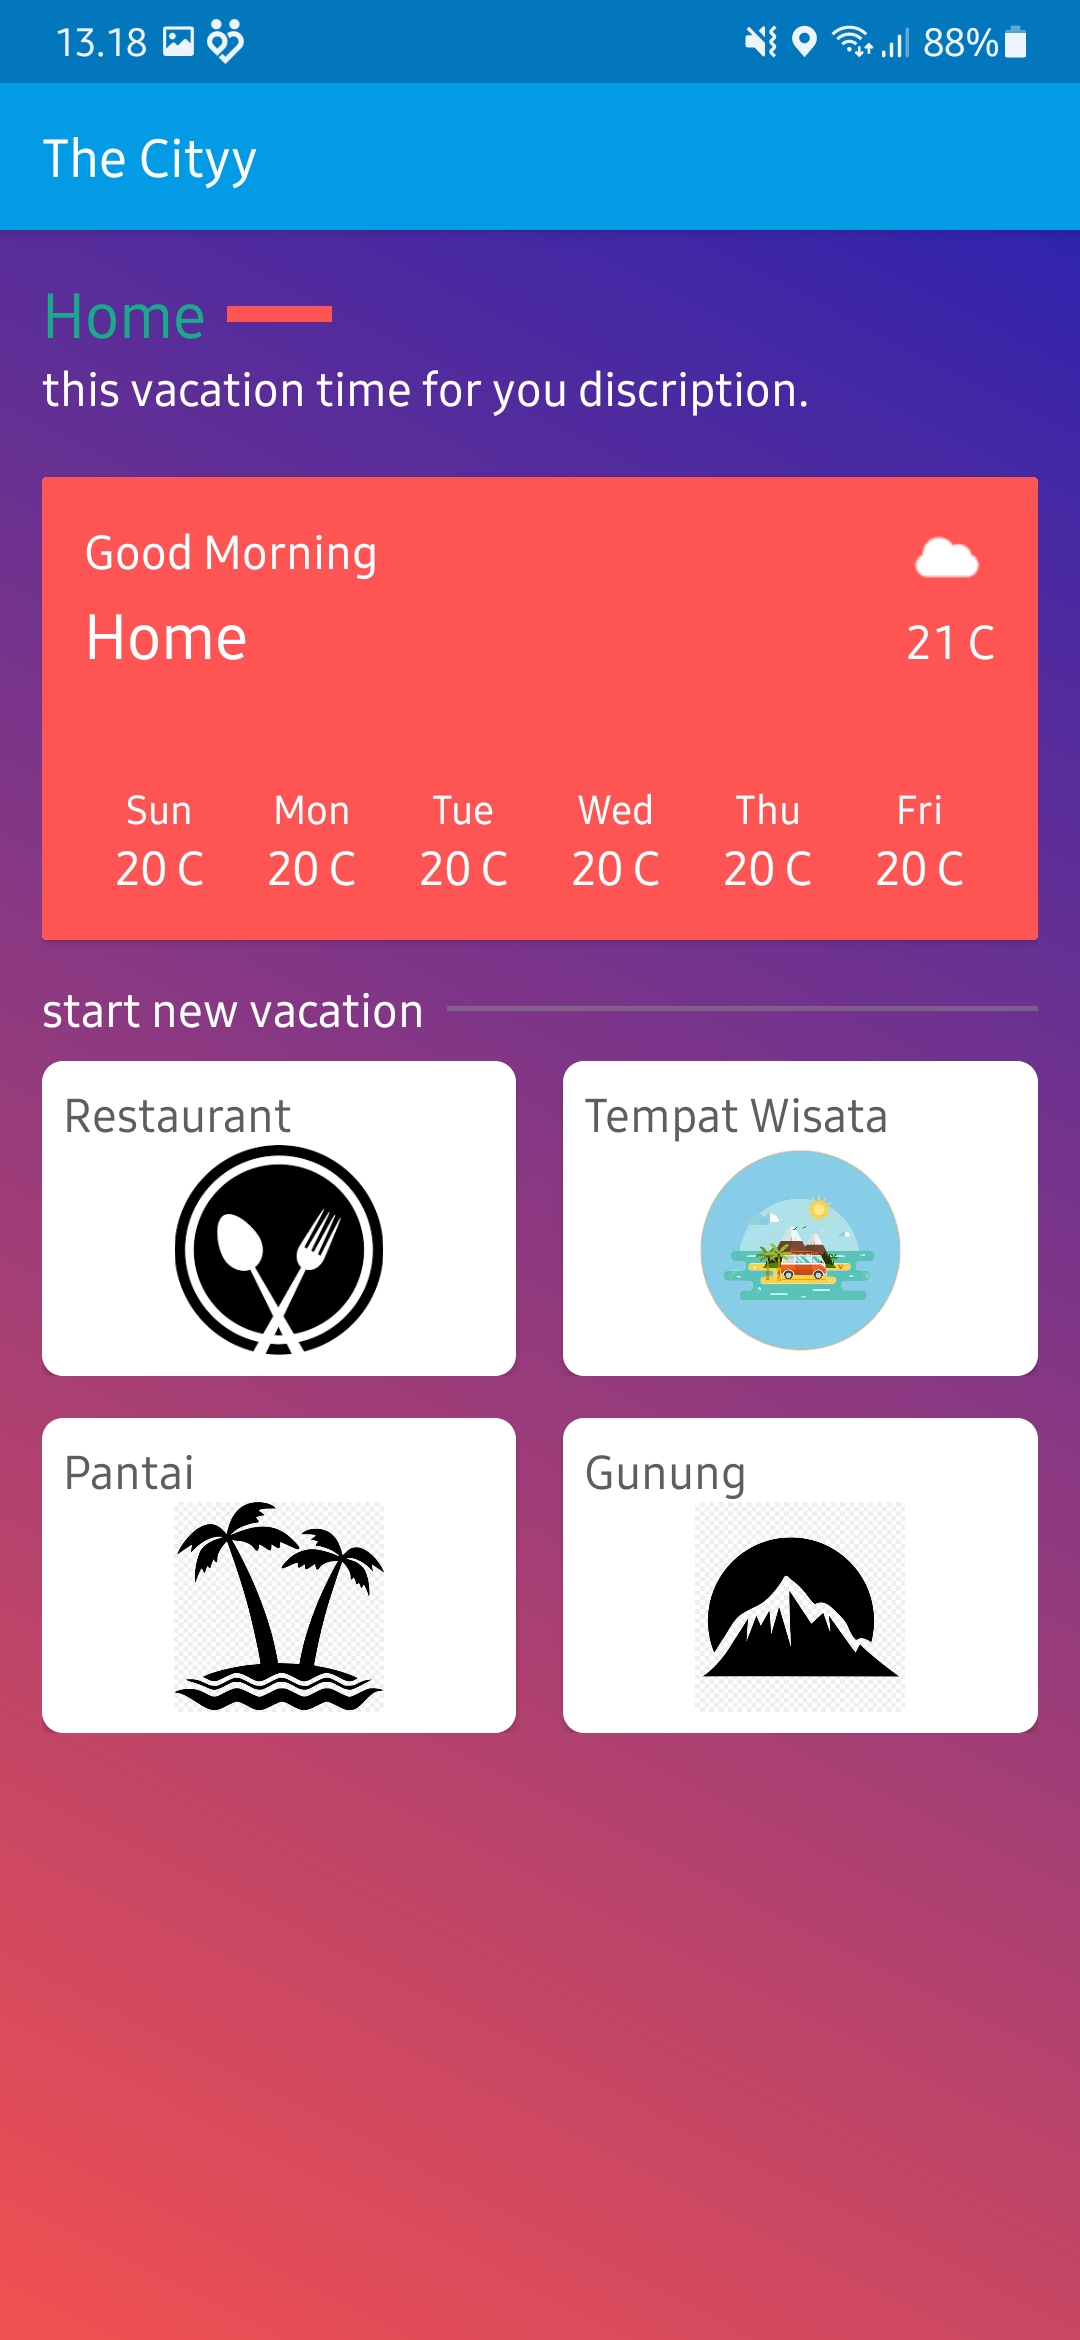 13.18 88%
The Cityy
Home
this vacation time for you discription.
Good Morning
Home 21 C
Sun Mon Tue Wed Thu Fri
20 C 20 C 20 C 20 C 20 C 20 C
start new vacation
Restaurant Tempat Wisata
Pantai Gunung